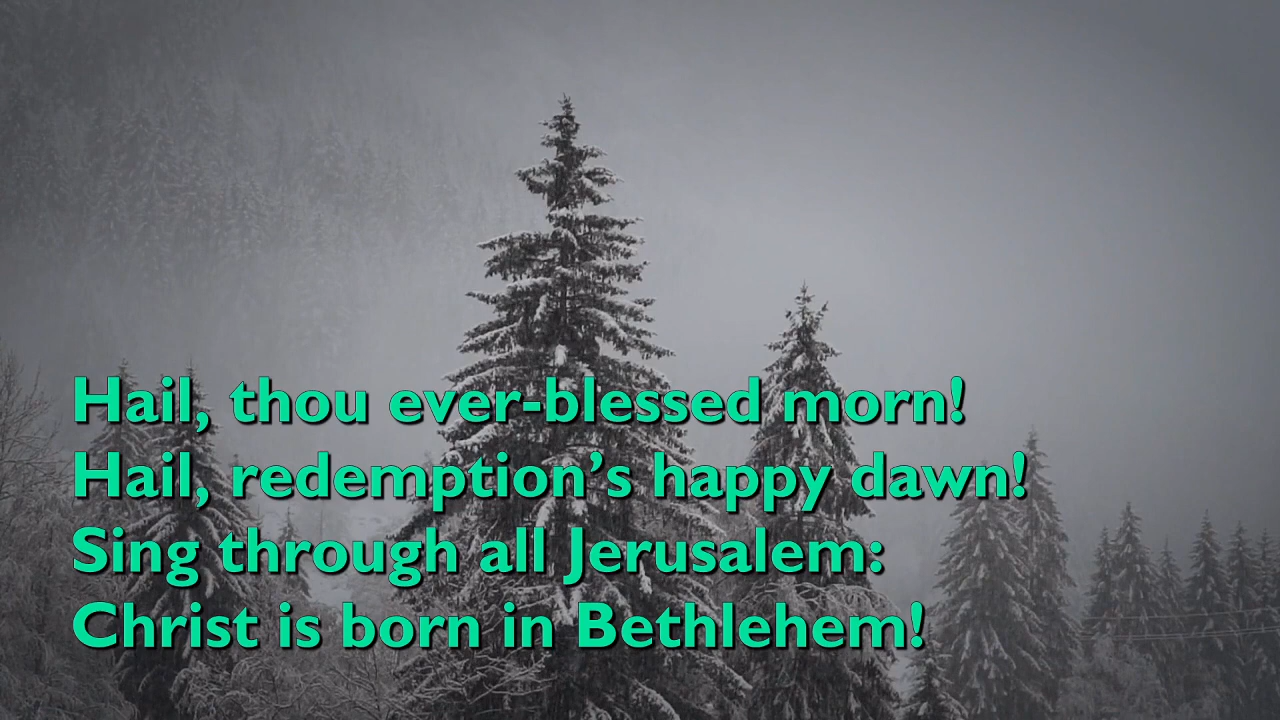 Hail, thou ever-blessed morn!
Hail, redemption’s happy dawn!
Sing through all Jerusalem:
Christ is born in Bethlehem!